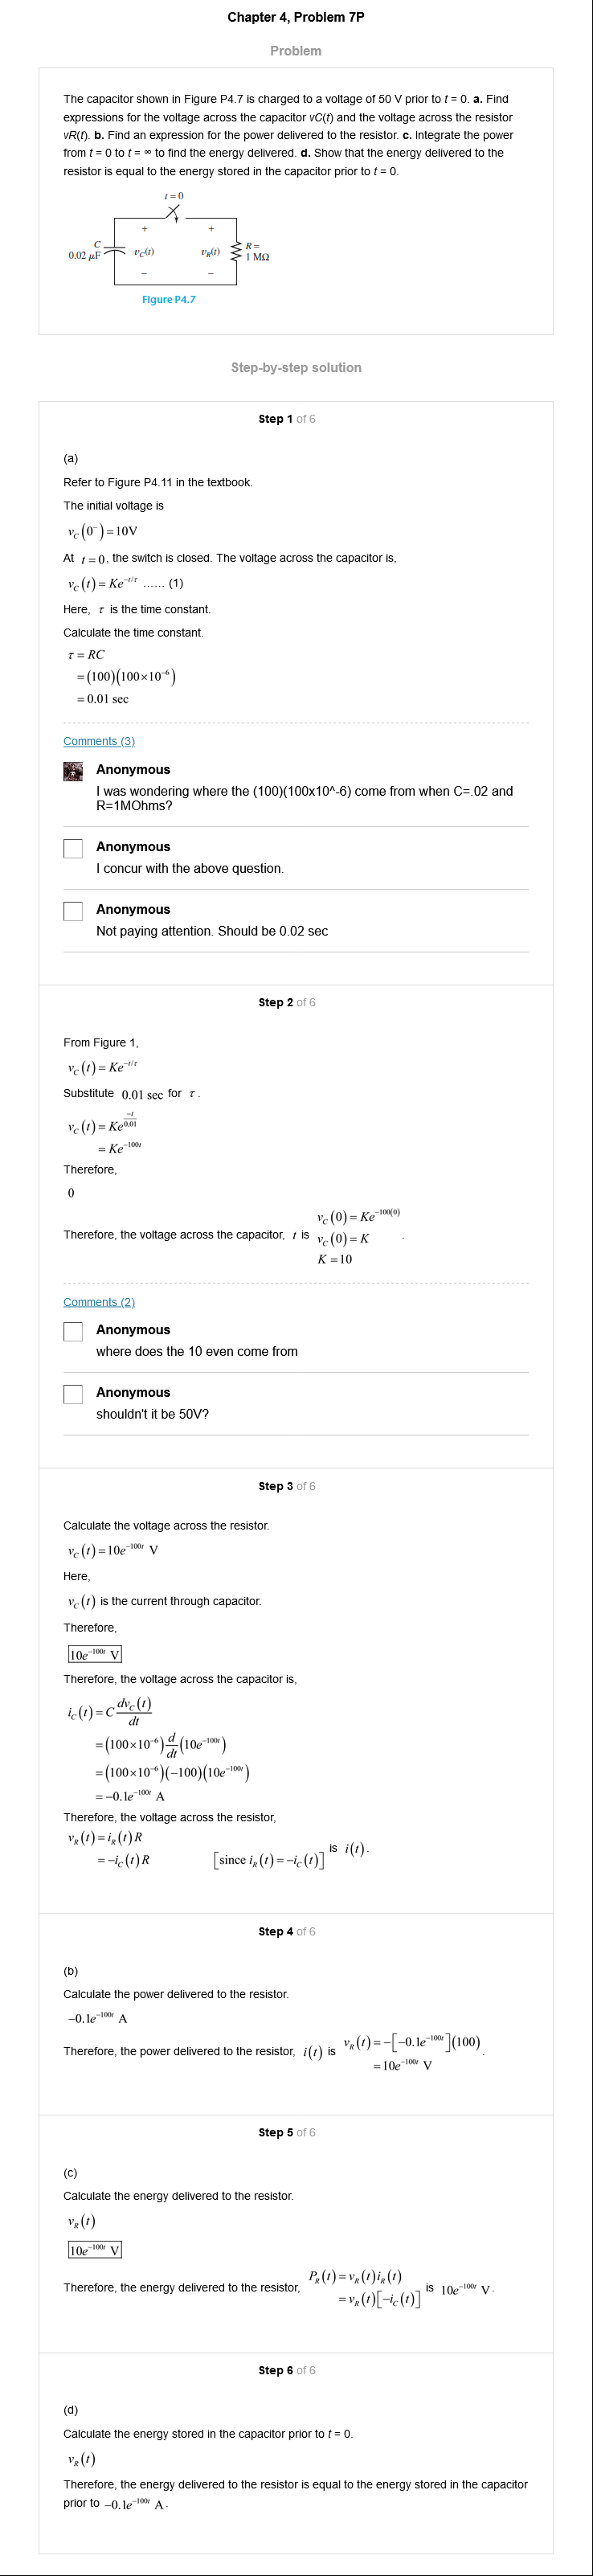 Chapter 4, Problem 7P
Problem
The capacitor shown in Figure P4.7 is charged to a voltage of 50 V prior to t = 0. a. Find
expressions for the voltage across the capacitor vC(t) and the voltage across the resistor
vR(t). b. Find an expression for the power delivered to the resistor. c. Integrate the power
from t = 0 to t = ∞ to find the energy delivered. d. Show that the energy delivered to the
resistor is equal to the energy stored in the capacitor prior to t = 0.
t = 0
+ +
C
0.02 μF
v_C(t) v_R(t)
R =
1 MΩ
– –
Figure P4.7
Step-by-step solution
Step 1 of 6
(a)
Refer to Figure P4.11 in the textbook.
The initial voltage is
v_C(0⁻) = 10V
At t = 0, the switch is closed. The voltage across the capacitor is,
v_C(t) = Ke^{-t/τ} ...... (1)
Here, τ is the time constant.
Calculate the time constant.
τ = RC
= (100)(100×10⁻⁶)
= 0.01 sec
Comments (3)
Anonymous
I was wondering where the (100)(100x10^-6) come from when C=.02 and
R=1MOhms?
Anonymous
I concur with the above question.
Anonymous
Not paying attention. Should be 0.02 sec
Step 2 of 6
From Figure 1,
v_C(t) = Ke^{-t/τ}
Substitute 0.01 sec for τ.
v_C(t) = Ke^{-t/0.01}
= Ke^{-100t}
Therefore,
0
v_C(0) = Ke^{-100(0)}
Therefore, the voltage across the capacitor, t is v_C(0) = K .
K = 10
Comments (2)
Anonymous
where does the 10 even come from
Anonymous
shouldn't it be 50V?
Step 3 of 6
Calculate the voltage across the resistor.
v_C(t) = 10e^{-100t} V
Here,
v_C(t) is the current through capacitor.
Therefore,
10e^{-100t} V
Therefore, the voltage across the capacitor is,
i_C(t) = C dv_C(t)/dt
= (100×10⁻⁶) d/dt (10e^{-100t})
= (100×10⁻⁶)(-100)(10e^{-100t})
= -0.1e^{-100t} A
Therefore, the voltage across the resistor,
v_R(t) = i_R(t)R
= -i_C(t)R [since i_R(t) = -i_C(t)] is i(t).
Step 4 of 6
(b)
Calculate the power delivered to the resistor.
-0.1e^{-100t} A
Therefore, the power delivered to the resistor, i(t) is v_R(t) = -[-0.1e^{-100t}](100)
= 10e^{-100t} V .
Step 5 of 6
(c)
Calculate the energy delivered to the resistor.
v_R(t)
10e^{-100t} V
Therefore, the energy delivered to the resistor, P_R(t) = v_R(t)i_R(t)
= v_R(t)[-i_C(t)] is 10e^{-100t} V.
Step 6 of 6
(d)
Calculate the energy stored in the capacitor prior to t = 0.
v_R(t)
Therefore, the energy delivered to the resistor is equal to the energy stored in the capacitor
prior to -0.1e^{-100t} A.